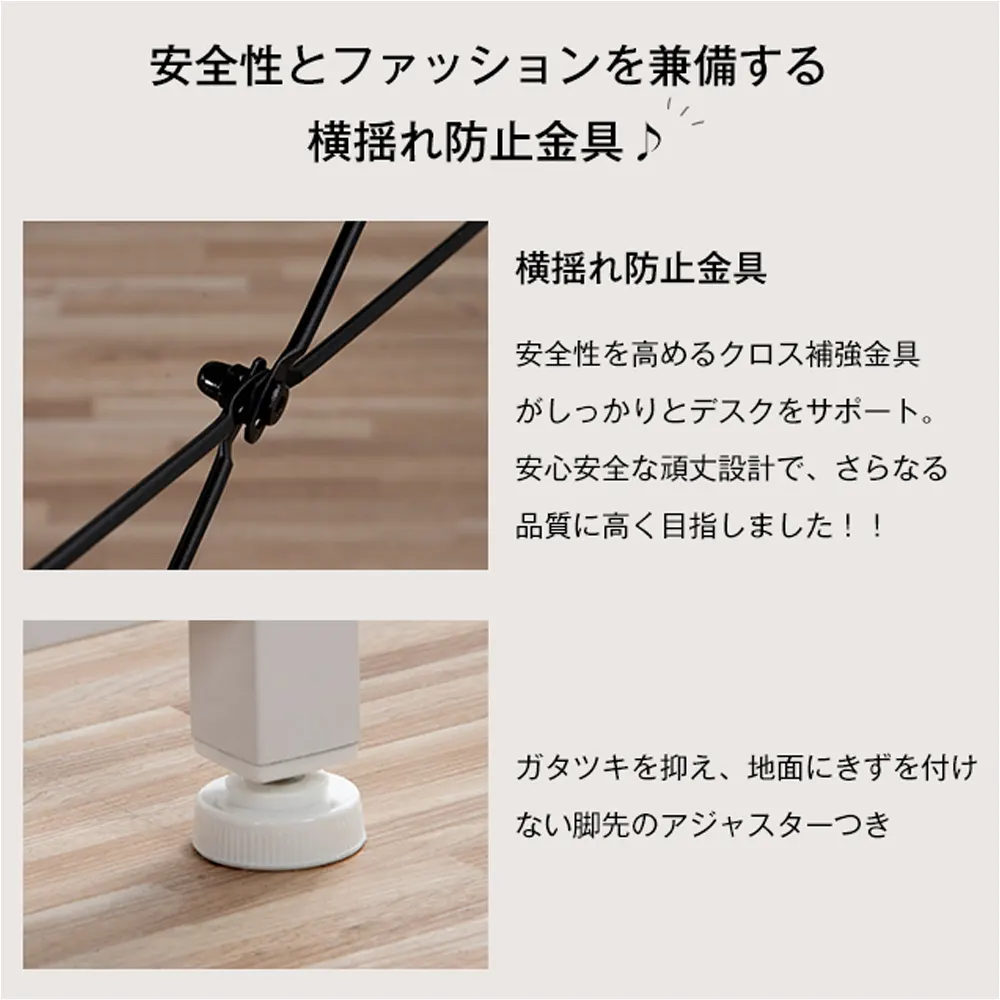 安全性とファッションを兼備する
横揺れ防止金具♪
横揺れ防止金具
安全性を高めるクロス補強金具
がしっかりとデスクをサポート。
安心安全な頑丈設計で、さらなる
品質に高く目指しました！！
ガタツキを抑え、地面にきずを付け
ない脚先のアジャスターつき